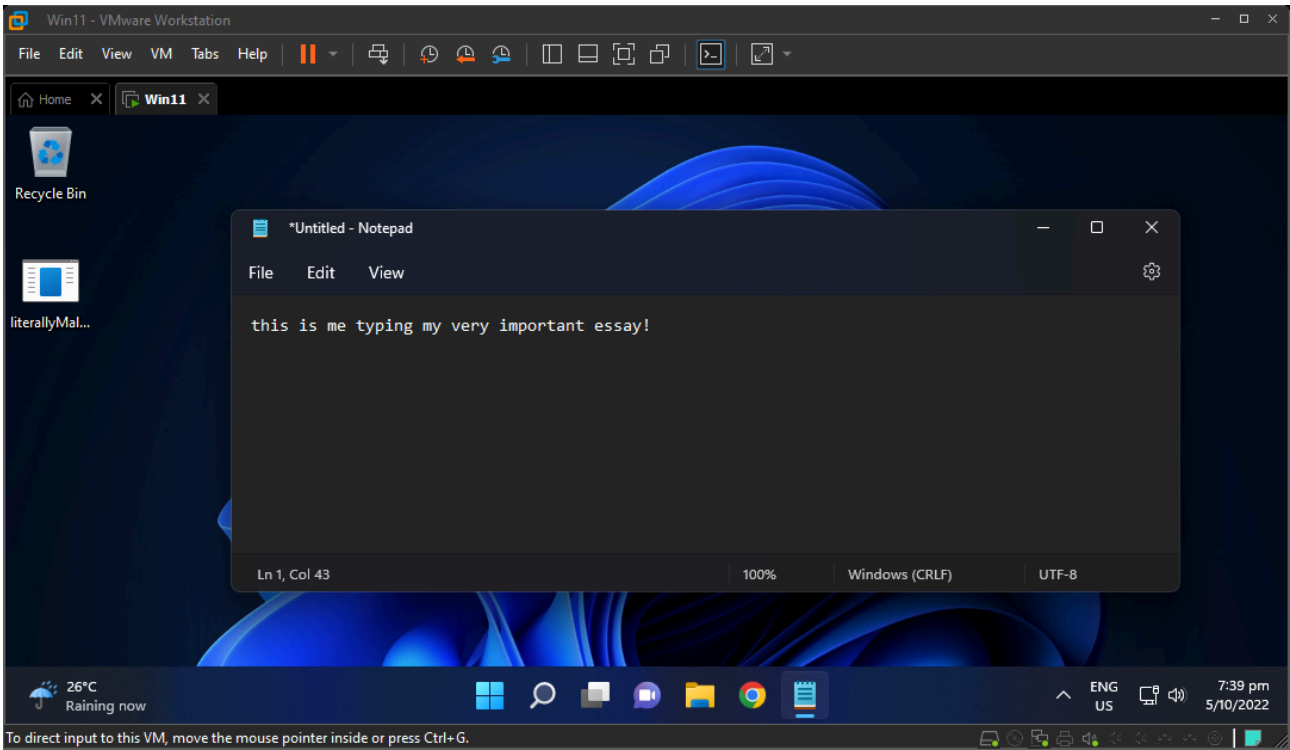 Win11 - VMware Workstation
File Edit View VM Tabs Help
Home Win11
Recycle Bin
*Untitled - Notepad
File Edit View
literallyMal...
this is me typing my very important essay!
Ln 1, Col 43 100% Windows (CRLF) UTF-8
26°C
Raining now
ENG
US
7:39 pm
5/10/2022
To direct input to this VM, move the mouse pointer inside or press Ctrl+G.